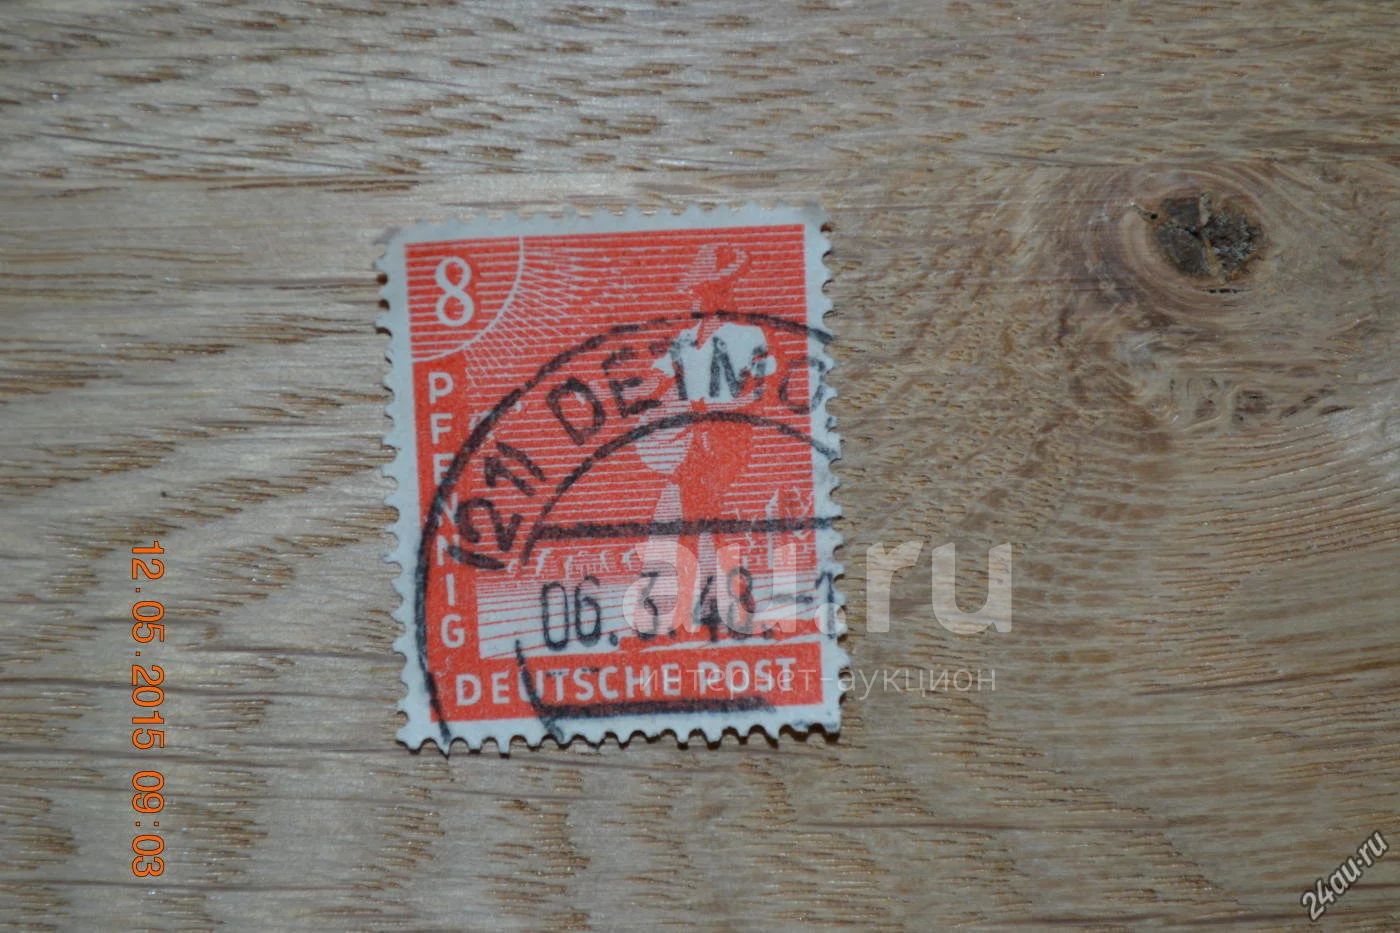 8
PFENNIG
(21) DETMO
06.3.48.-1
DEUTSCHE POST
au.ru
интернет-аукцион
12.05.2015 09:03
24au.ru